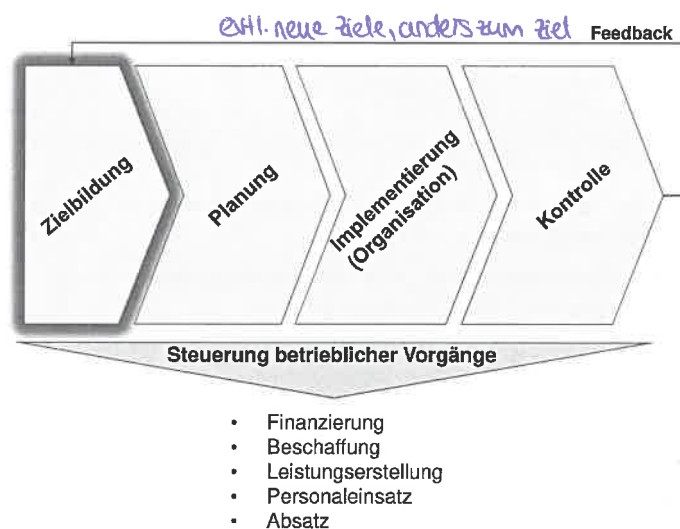 evtl. neue Ziele, anders zum Ziel
Feedback
Zielbildung
Planung
Implementierung
(Organisation)
Kontrolle
Steuerung betrieblicher Vorgänge
• Finanzierung
• Beschaffung
• Leistungserstellung
• Personaleinsatz
• Absatz